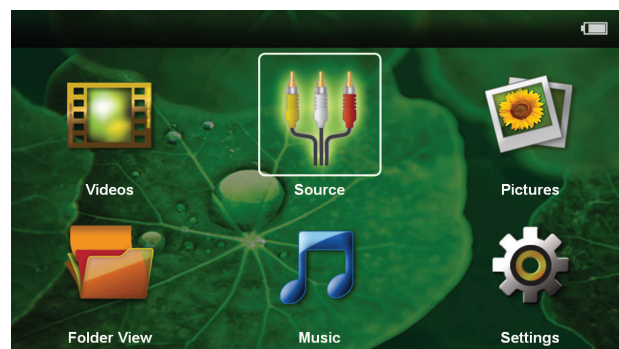 Videos
Source
Pictures
Folder View
Music
Settings